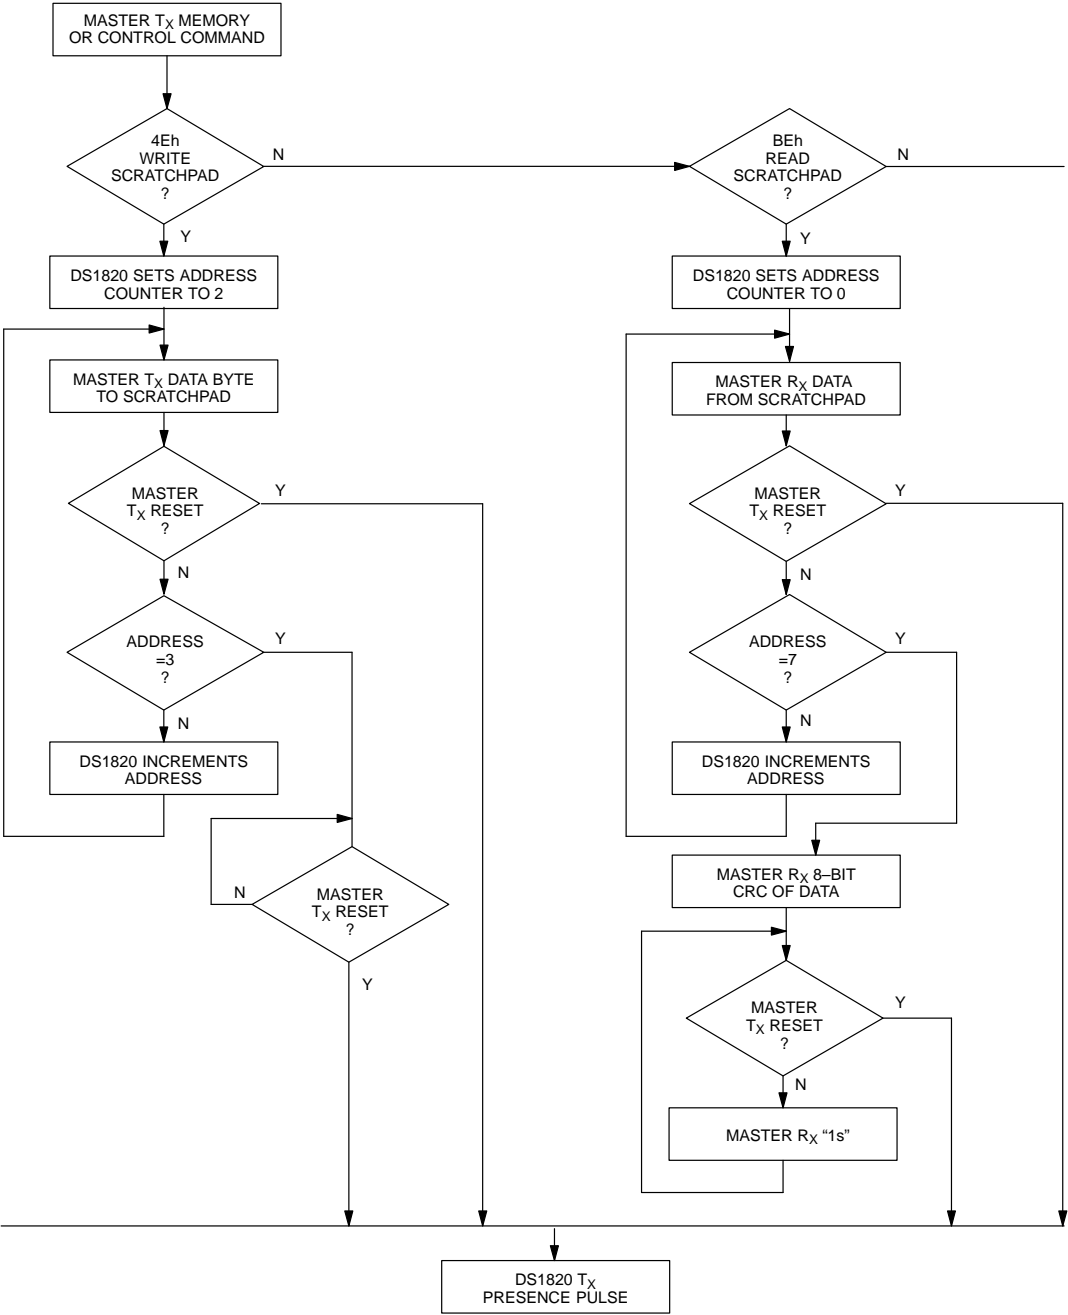 MASTER TX MEMORY
OR CONTROL COMMAND
4Eh
WRITE
SCRATCHPAD
?
N
Y
DS1820 SETS ADDRESS
COUNTER TO 2
MASTER TX DATA BYTE
TO SCRATCHPAD
MASTER
TX RESET
?
Y
N
ADDRESS
=3
?
Y
N
DS1820 INCREMENTS
ADDRESS
MASTER
TX RESET
?
N
Y
BEh
READ
SCRATCHPAD
?
N
Y
DS1820 SETS ADDRESS
COUNTER TO 0
MASTER RX DATA
FROM SCRATCHPAD
MASTER
TX RESET
?
Y
N
ADDRESS
=7
?
Y
N
DS1820 INCREMENTS
ADDRESS
MASTER RX 8–BIT
CRC OF DATA
MASTER
TX RESET
?
Y
N
MASTER RX “1s”
DS1820 TX
PRESENCE PULSE